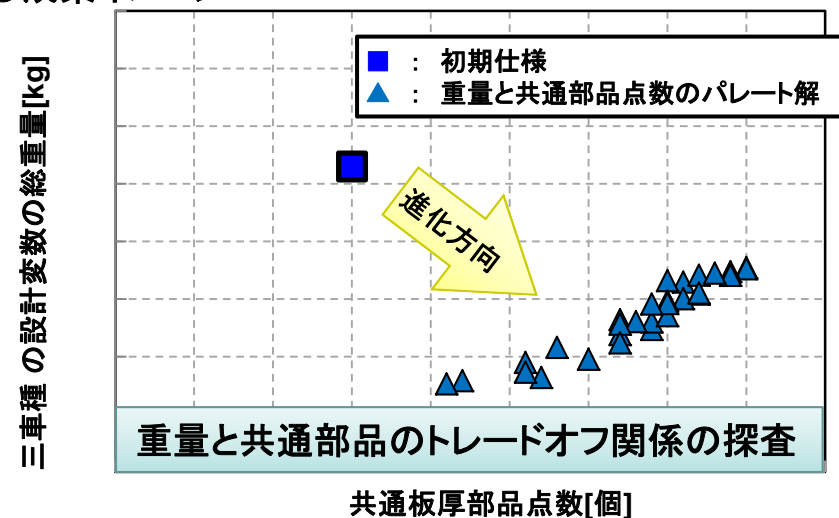 ： 初期仕様
： 重量と共通部品点数のパレート解
三車種 の設計変数の総重量[kg]
進化方向
重量と共通部品のトレードオフ関係の探査
共通板厚部品点数[個]